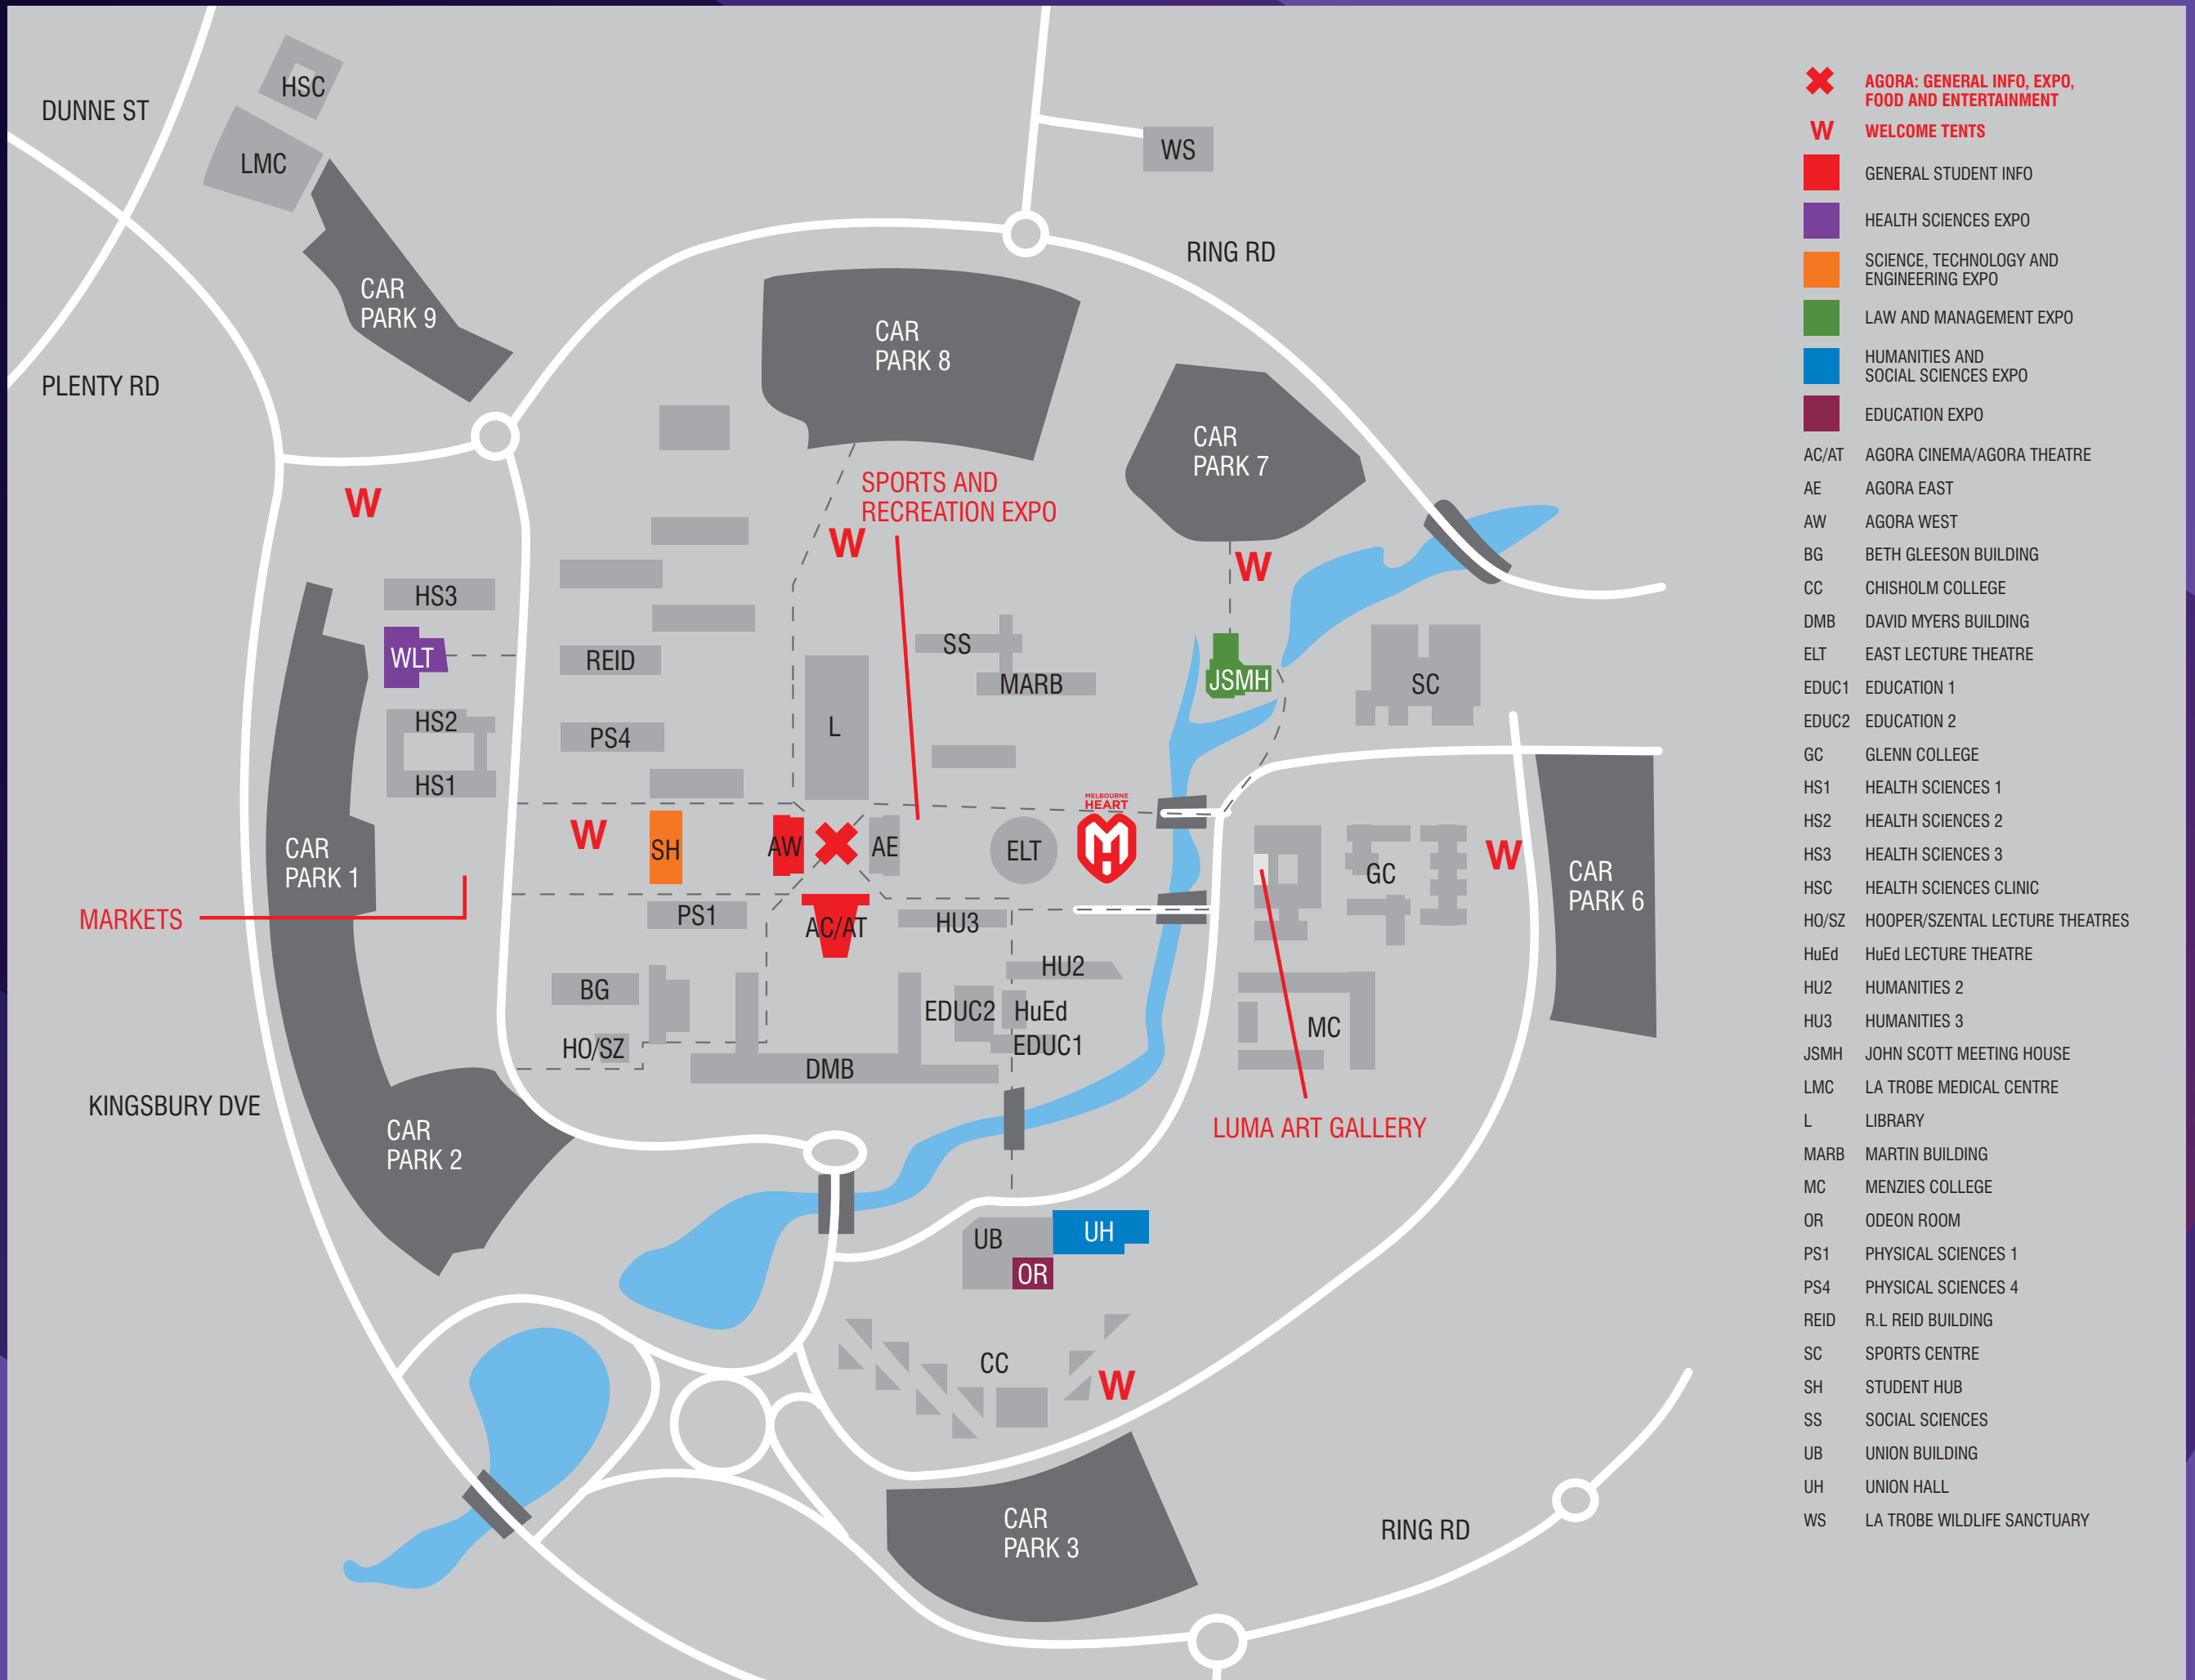 HSC
DUNNE ST
LMC
WS
RING RD
CAR
PARK 9
CAR
PARK 8
PLENTY RD
CAR
PARK 7
SPORTS AND
RECREATION EXPO
W
W
W
HS3
WLT
REID
SS
MARB
JSMH
SC
HS2
PS4
L
HS1
MELBOURNE
HEART
M
W
SH
AW
AE
ELT
CAR
PARK 1
GC
W
CAR
PARK 6
MARKETS
PS1
AC/AT
HU3
HU2
BG
EDUC2
HuEd
HO/SZ
EDUC1
MC
DMB
KINGSBURY DVE
CAR
PARK 2
LUMA ART GALLERY
UB
UH
OR
CC
W
CAR
PARK 3
RING RD
AGORA: GENERAL INFO, EXPO,
FOOD AND ENTERTAINMENT
W WELCOME TENTS
GENERAL STUDENT INFO
HEALTH SCIENCES EXPO
SCIENCE, TECHNOLOGY AND
ENGINEERING EXPO
LAW AND MANAGEMENT EXPO
HUMANITIES AND
SOCIAL SCIENCES EXPO
EDUCATION EXPO
AC/AT AGORA CINEMA/AGORA THEATRE
AE AGORA EAST
AW AGORA WEST
BG BETH GLEESON BUILDING
CC CHISHOLM COLLEGE
DMB DAVID MYERS BUILDING
ELT EAST LECTURE THEATRE
EDUC1 EDUCATION 1
EDUC2 EDUCATION 2
GC GLENN COLLEGE
HS1 HEALTH SCIENCES 1
HS2 HEALTH SCIENCES 2
HS3 HEALTH SCIENCES 3
HSC HEALTH SCIENCES CLINIC
HO/SZ HOOPER/SZENTAL LECTURE THEATRES
HuEd HuEd LECTURE THEATRE
HU2 HUMANITIES 2
HU3 HUMANITIES 3
JSMH JOHN SCOTT MEETING HOUSE
LMC LA TROBE MEDICAL CENTRE
L LIBRARY
MARB MARTIN BUILDING
MC MENZIES COLLEGE
OR ODEON ROOM
PS1 PHYSICAL SCIENCES 1
PS4 PHYSICAL SCIENCES 4
REID R.L REID BUILDING
SC SPORTS CENTRE
SH STUDENT HUB
SS SOCIAL SCIENCES
UB UNION BUILDING
UH UNION HALL
WS LA TROBE WILDLIFE SANCTUARY